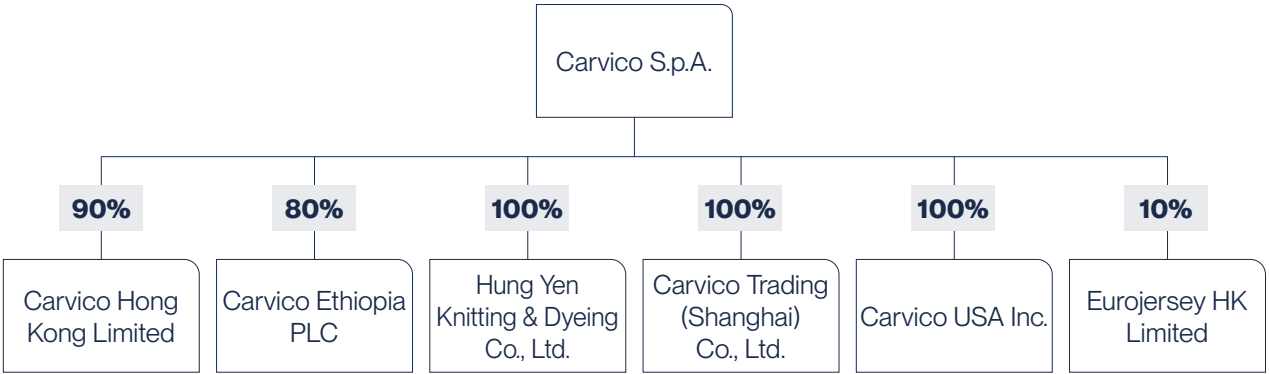 Carvico S.p.A.
90%
80%
100%
100%
100%
10%
Carvico Hong
Kong Limited
Carvico Ethiopia
PLC
Hung Yen
Knitting & Dyeing
Co., Ltd.
Carvico Trading
(Shanghai)
Co., Ltd.
Carvico USA Inc.
Eurojersey HK
Limited